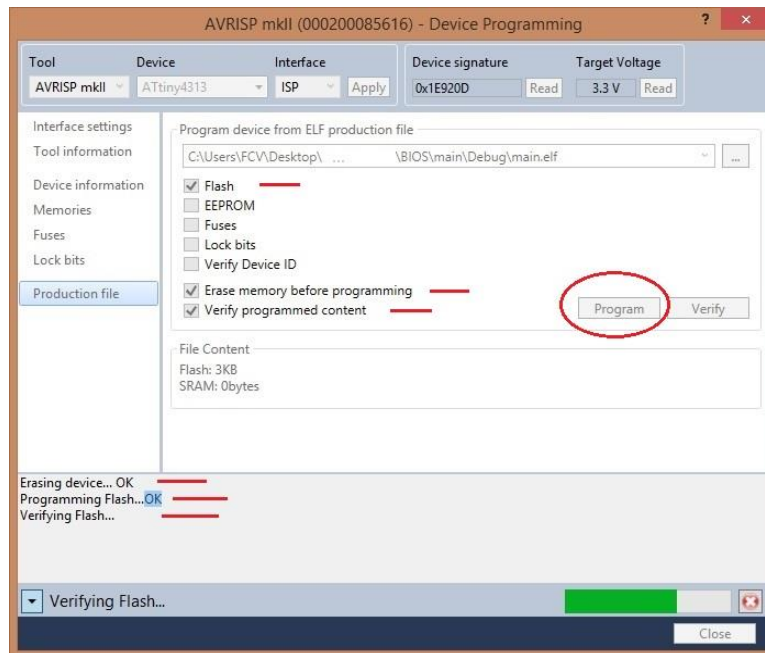 AVRISP mkII (000200085616) - Device Programming ? ×
Tool Device Interface Device signature Target Voltage
AVRISP mkII ATtiny4313 ISP Apply 0x1E920D Read 3.3 V Read
Interface settings
Tool information
Device information
Memories
Fuses
Lock bits
Production file
Program device from ELF production file
C:\Users\FCV\Desktop\ ... \BIOS\main\Debug\main.elf ...
Flash
EEPROM
Fuses
Lock bits
Verify Device ID
Erase memory before programming
Verify programmed content
Program Verify
File Content
Flash: 3KB
SRAM: 0bytes
Erasing device... OK
Programming Flash...OK
Verifying Flash...
Verifying Flash...
Close